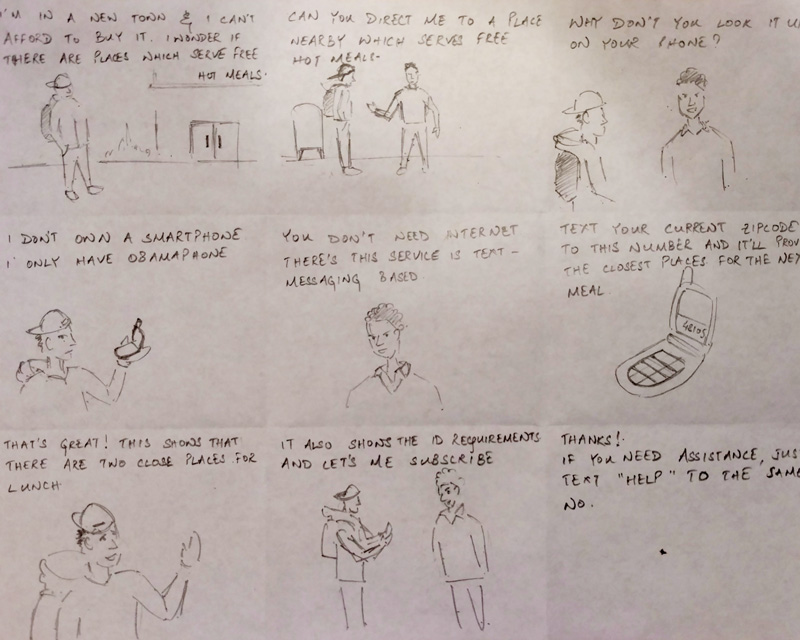 I'M IN A NEW TOWN & I CAN'T
AFFORD TO BUY IT. I WONDER IF
THERE ARE PLACES WHICH SERVE FREE
HOT MEALS.
CAN YOU DIRECT ME TO A PLACE
NEARBY WHICH SERVES FREE
HOT MEALS.
WHY DON'T YOU LOOK IT U
ON YOUR PHONE?
I DON'T OWN A SMARTPHONE
I ONLY HAVE OBAMAPHONE
YOU DON'T NEED INTERNET
THERE'S THIS SERVICE IS TEXT-
MESSAGING BASED.
TEXT YOUR CURRENT ZIPCODE
TO THIS NUMBER AND IT'LL PROV
THE CLOSEST PLACES FOR THE NEX
MEAL.
48105
THAT'S GREAT! THIS SHOWS THAT
THERE ARE TWO CLOSE PLACES FOR
LUNCH.
IT ALSO SHOWS THE ID REQUIREMENTS
AND LET'S ME SUBSCRIBE
THANKS!
IF YOU NEED ASSISTANCE, JUS
TEXT "HELP" TO THE SAME
NO.